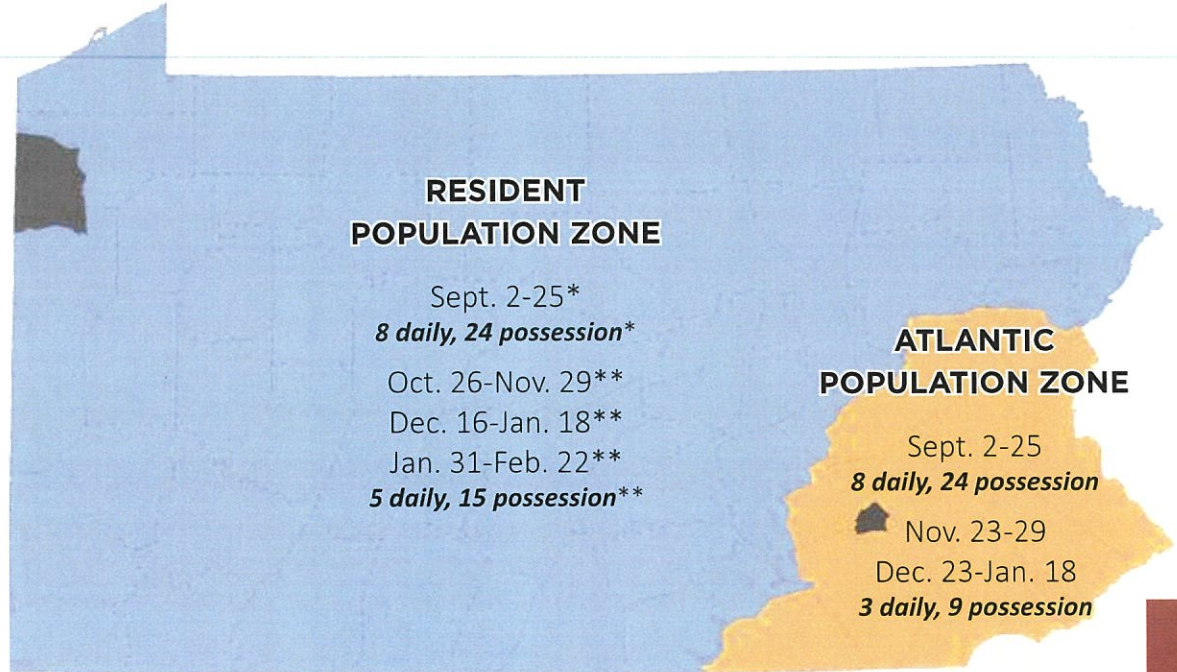 RESIDENT
POPULATION ZONE
Sept. 2-25*
8 daily, 24 possession*
Oct. 26-Nov. 29**
Dec. 16-Jan. 18**
Jan. 31-Feb. 22**
5 daily, 15 possession**
ATLANTIC
POPULATION ZONE
Sept. 2-25
8 daily, 24 possession
Nov. 23-29
Dec. 23-Jan. 18
3 daily, 9 possession